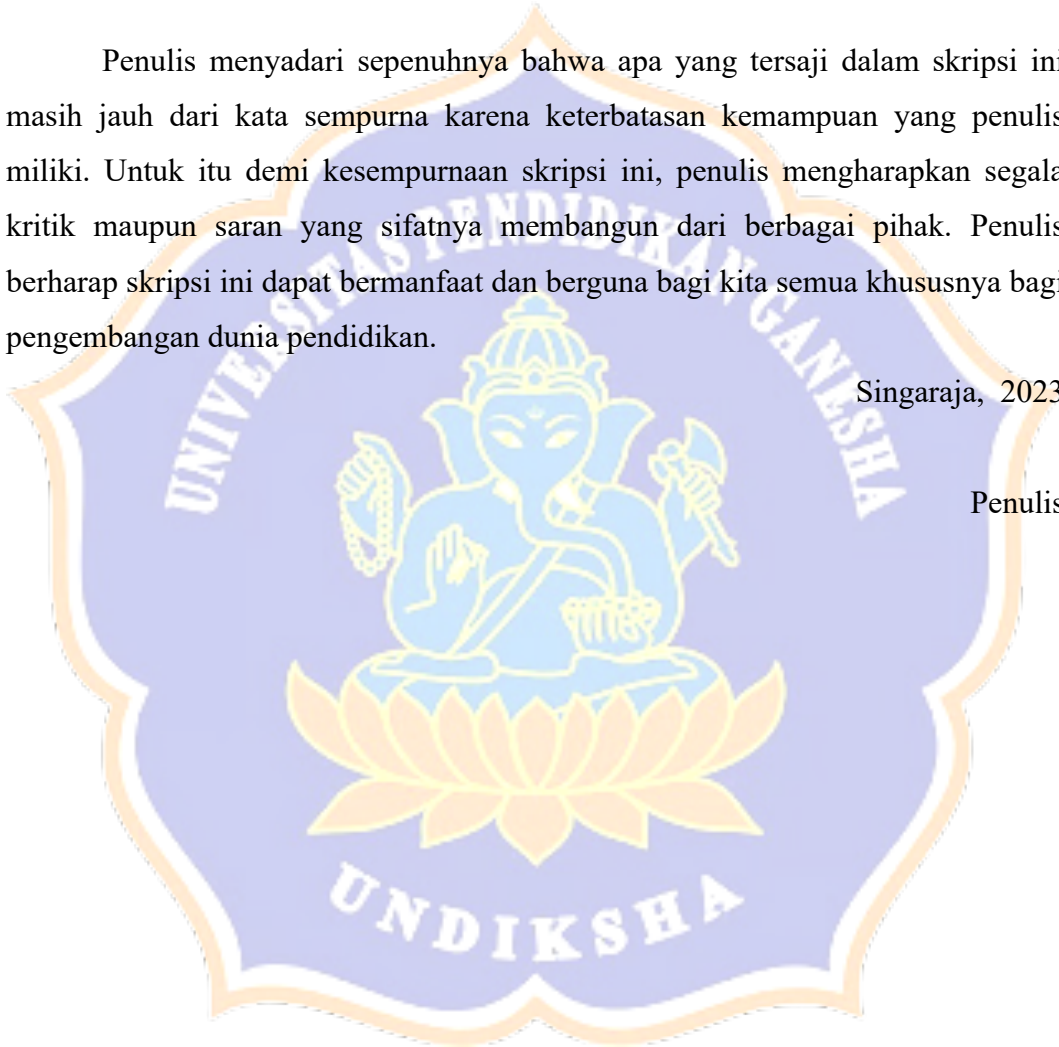 Penulis menyadari sepenuhnya bahwa apa yang tersaji dalam skripsi ini
masih jauh dari kata sempurna karena keterbatasan kemampuan yang penulis
miliki. Untuk itu demi kesempurnaan skripsi ini, penulis mengharapkan segala
kritik maupun saran yang sifatnya membangun dari berbagai pihak. Penulis
berharap skripsi ini dapat bermanfaat dan berguna bagi kita semua khususnya bagi
pengembangan dunia pendidikan.
Singaraja, 2023
Penulis
UNIVERSITAS PENDIDIKAN GANESHA
UNDIKSHA